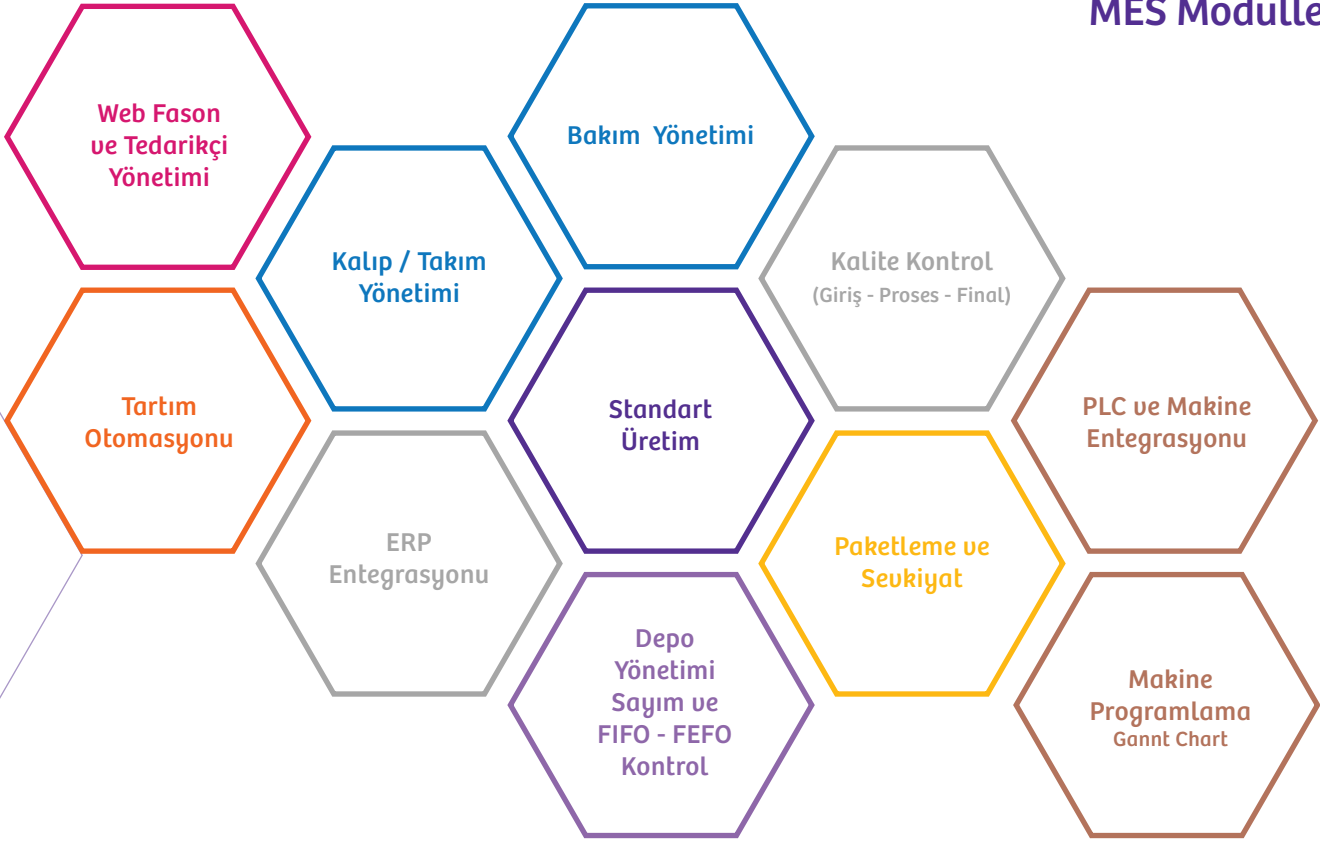 MES Modülle
Web Fason
ve Tedarikçi
Yönetimi
Bakım Yönetimi
Kalıp / Takım
Yönetimi
Kalite Kontrol
(Giriş - Proses - Final)
Tartım
Otomasyonu
Standart
Üretim
PLC ve Makine
Entegrasyonu
ERP
Entegrasyonu
Paketleme ve
Sevkiyat
Depo
Yönetimi
Sayım ve
FIFO - FEFO
Kontrol
Makine
Programlama
Gannt Chart